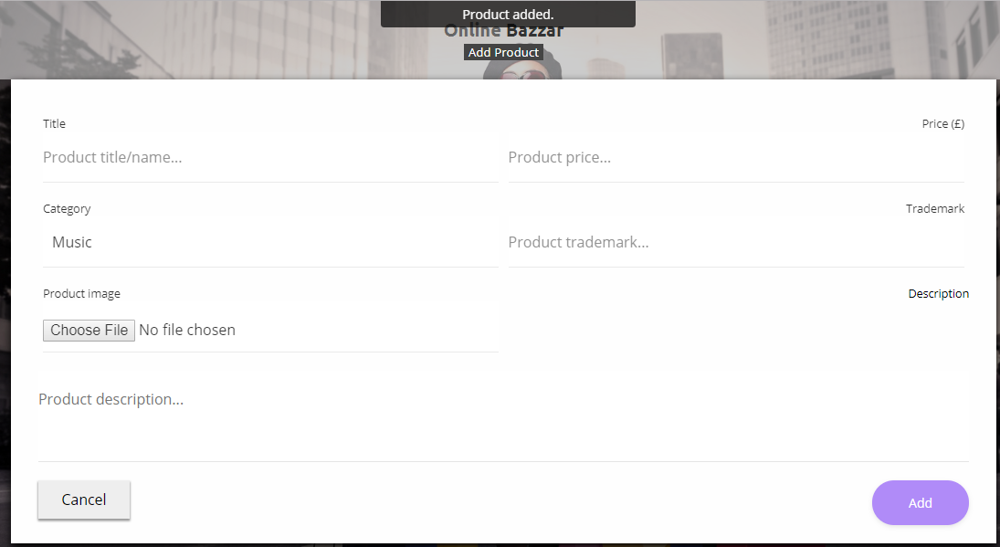 Product added.
Online Bazzar
Add Product
Title
Price (£)
Product title/name...
Product price...
Category
Trademark
Music
Product trademark...
Product image
Description
Choose File No file chosen
Product description...
Cancel
Add